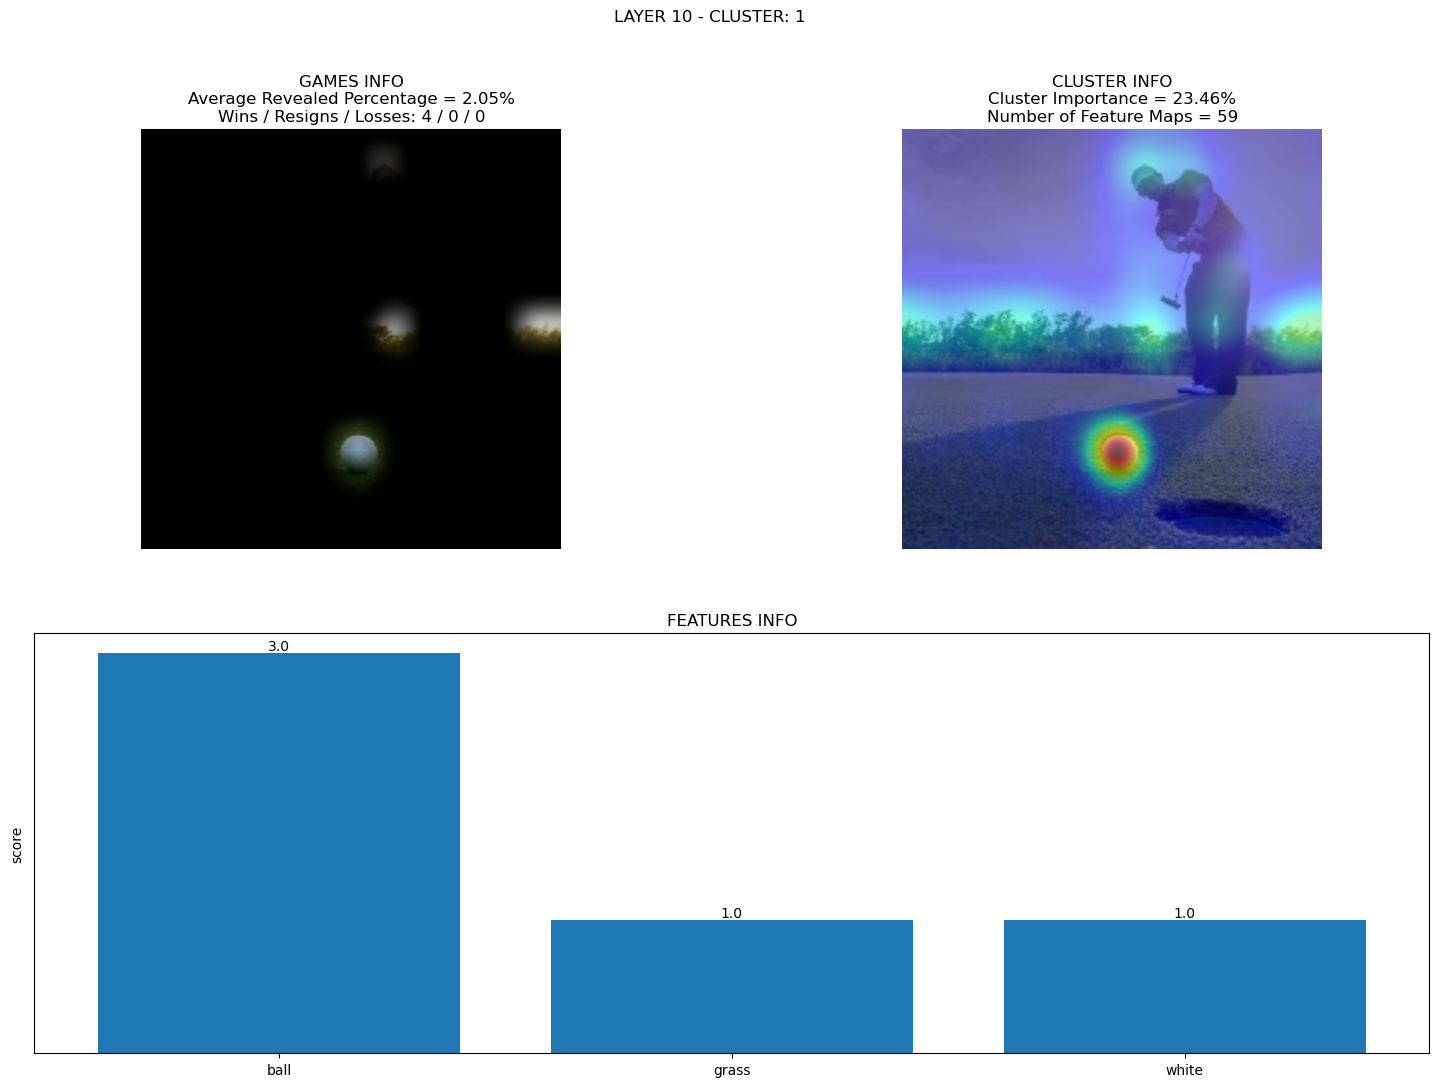 LAYER 10 - CLUSTER: 1
GAMES INFO
Average Revealed Percentage = 2.05%
Wins / Resigns / Losses: 4 / 0 / 0
CLUSTER INFO
Cluster Importance = 23.46%
Number of Feature Maps = 59
FEATURES INFO
score
3.0
1.0
1.0
ball
grass
white